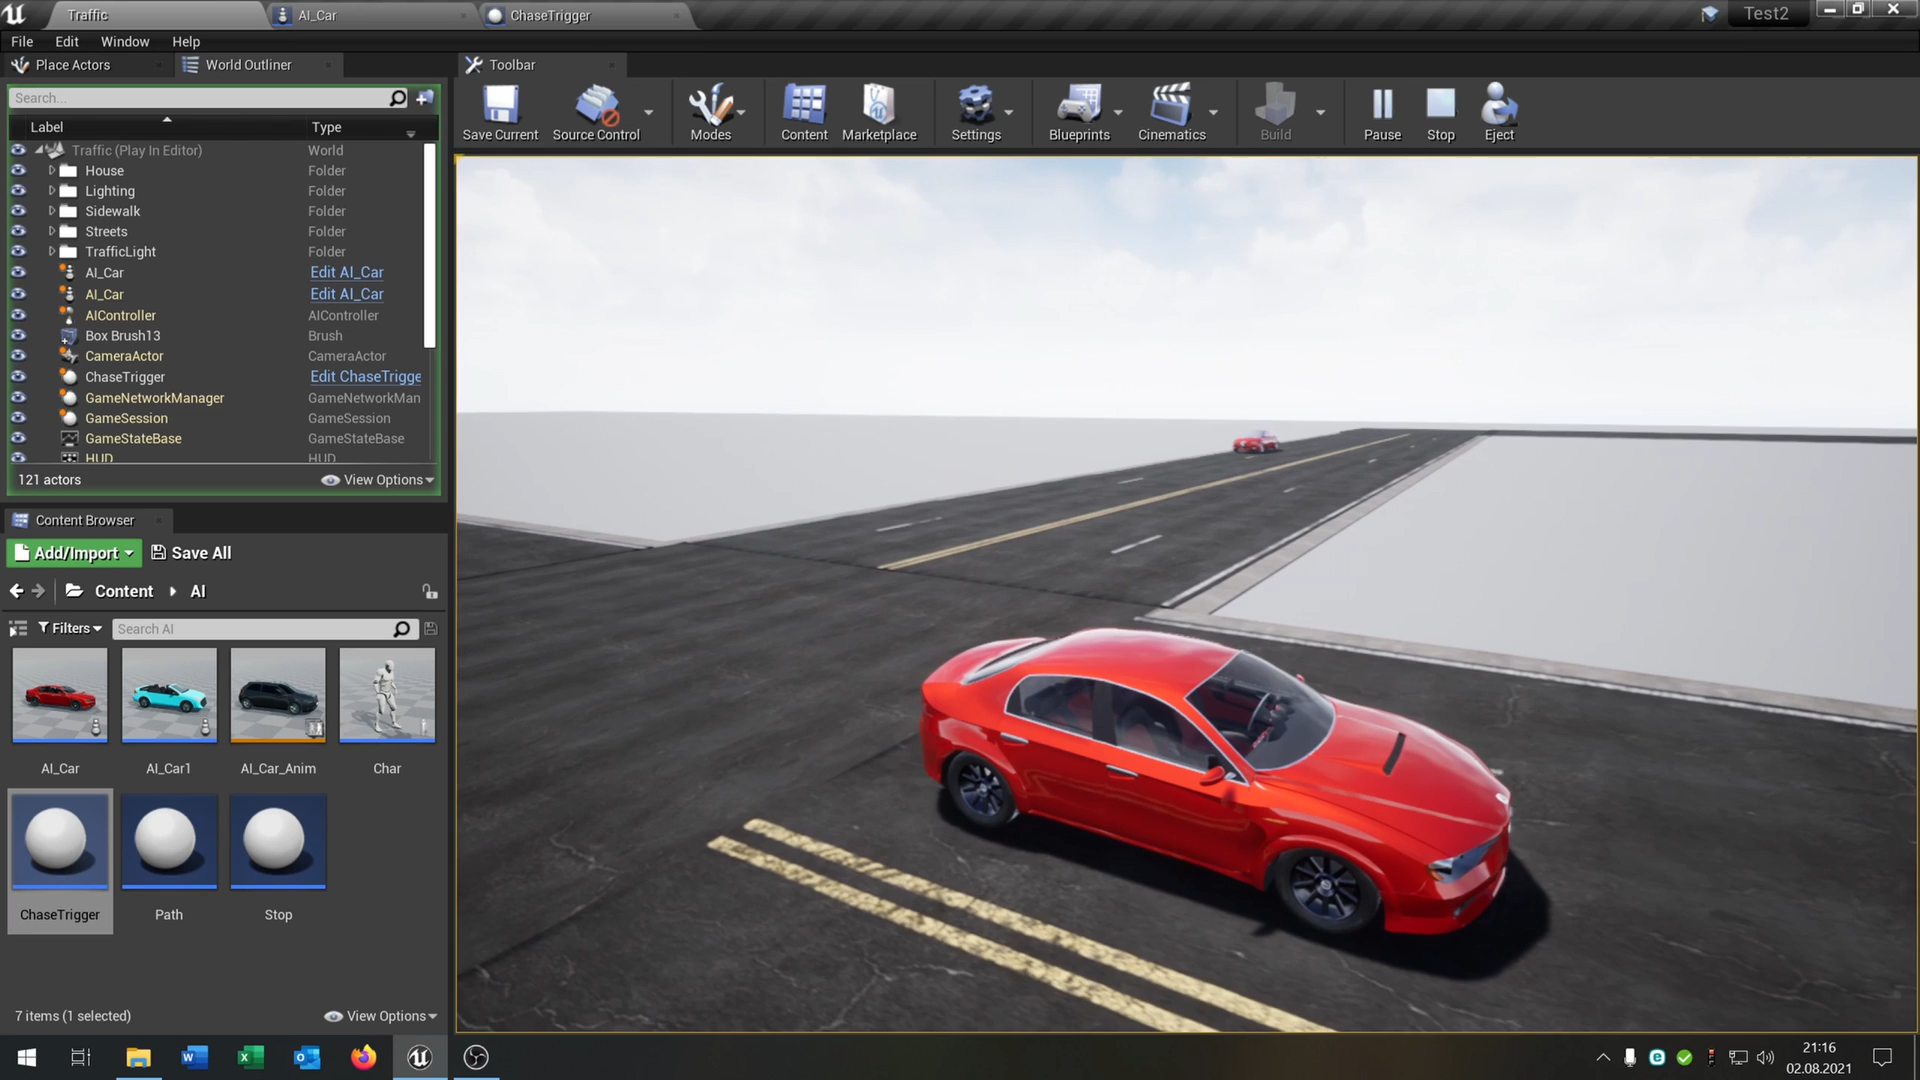 Traffic
AI_Car
ChaseTrigger
Test2
File Edit Window Help
Place Actors
World Outliner
Toolbar
Search...
Label Type
Traffic (Play In Editor) World
House Folder
Lighting Folder
Sidewalk Folder
Streets Folder
TrafficLight Folder
AI_Car Edit AI_Car
AI_Car Edit AI_Car
AIController AIController
Box Brush13 Brush
CameraActor CameraActor
ChaseTrigger Edit ChaseTrigge
GameNetworkManager GameNetworkMan
GameSession GameSession
GameStateBase GameStateBase
HUD HUD
121 actors View Options
Save Current Source Control Modes Content Marketplace Settings Blueprints Cinematics Build Pause Stop Eject
Content Browser
Add/Import Save All
Content AI
Filters Search AI
AI_Car AI_Car1 AI_Car_Anim Char
ChaseTrigger Path Stop
7 items (1 selected) View Options
21:16
02.08.2021